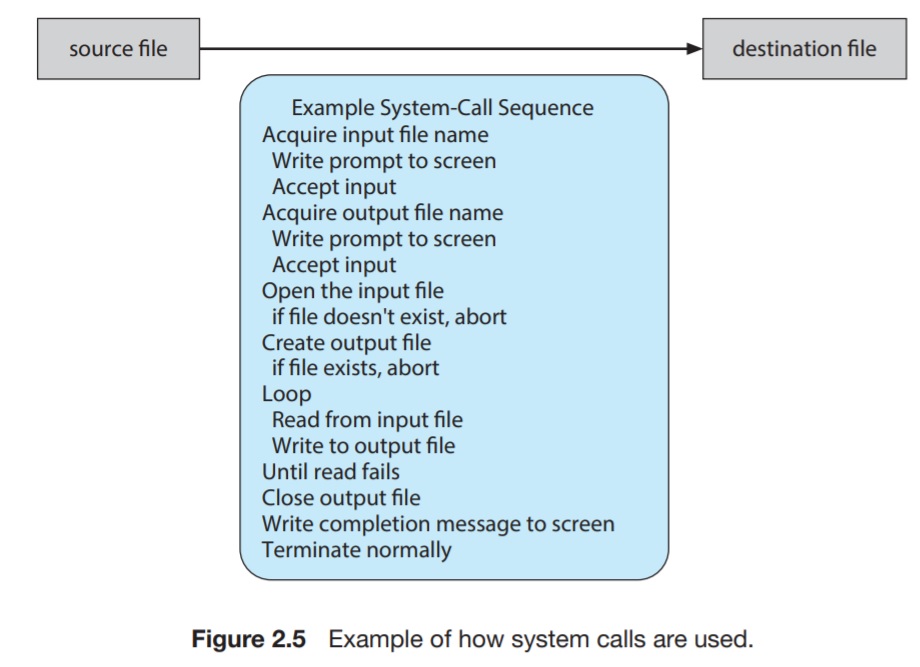 source file
destination file
Example System-Call Sequence
Acquire input file name
Write prompt to screen
Accept input
Acquire output file name
Write prompt to screen
Accept input
Open the input file
if file doesn't exist, abort
Create output file
if file exists, abort
Loop
Read from input file
Write to output file
Until read fails
Close output file
Write completion message to screen
Terminate normally
Figure 2.5 Example of how system calls are used.